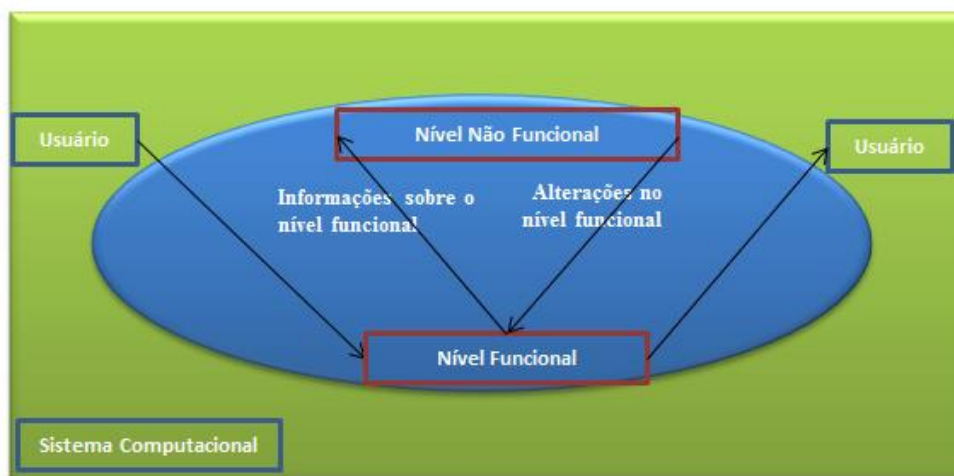 Usuário
Nível Não Funcional
Usuário
Informações sobre o
nível funcional
Alterações no
nível funcional
Nível Funcional
Sistema Computacional